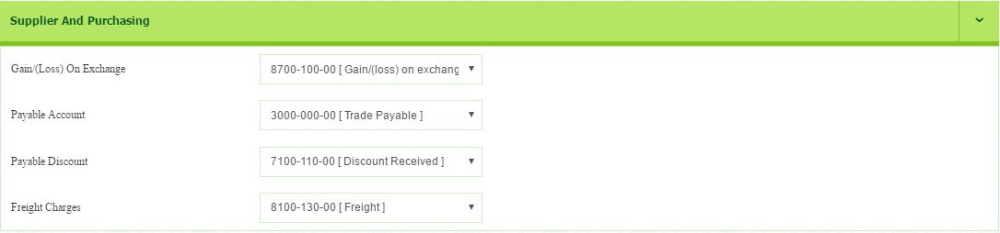 Supplier And Purchasing
Gain/(Loss) On Exchange 8700-100-00 [ Gain/(loss) on exchang
Payable Account 3000-000-00 [ Trade Payable ]
Payable Discount 7100-110-00 [ Discount Received ]
Freight Charges 8100-130-00 [ Freight ]